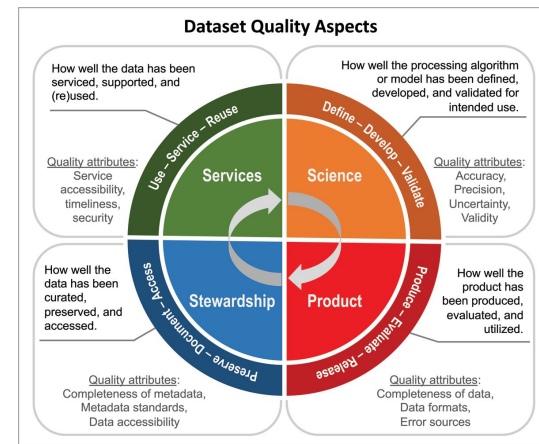 Dataset Quality Aspects
How well the data has been
serviced, supported, and
(re)used.
How well the processing algorithm
or model has been defined,
developed, and validated for
intended use.
Use – Service – Reuse
Define – Develop – Validate
Services
Science
Quality attributes:
Service
accessibility,
timeliness,
security
Quality attributes:
Accuracy,
Precision,
Uncertainty,
Validity
How well the
data has been
curated,
preserved, and
accessed.
How well the
product has
been produced,
evaluated, and
utilized.
Stewardship
Product
Preserve – Document – Access
Produce – Evaluate – Release
Quality attributes:
Completeness of metadata,
Metadata standards,
Data accessibility
Quality attributes:
Completeness of data,
Data formats,
Error sources